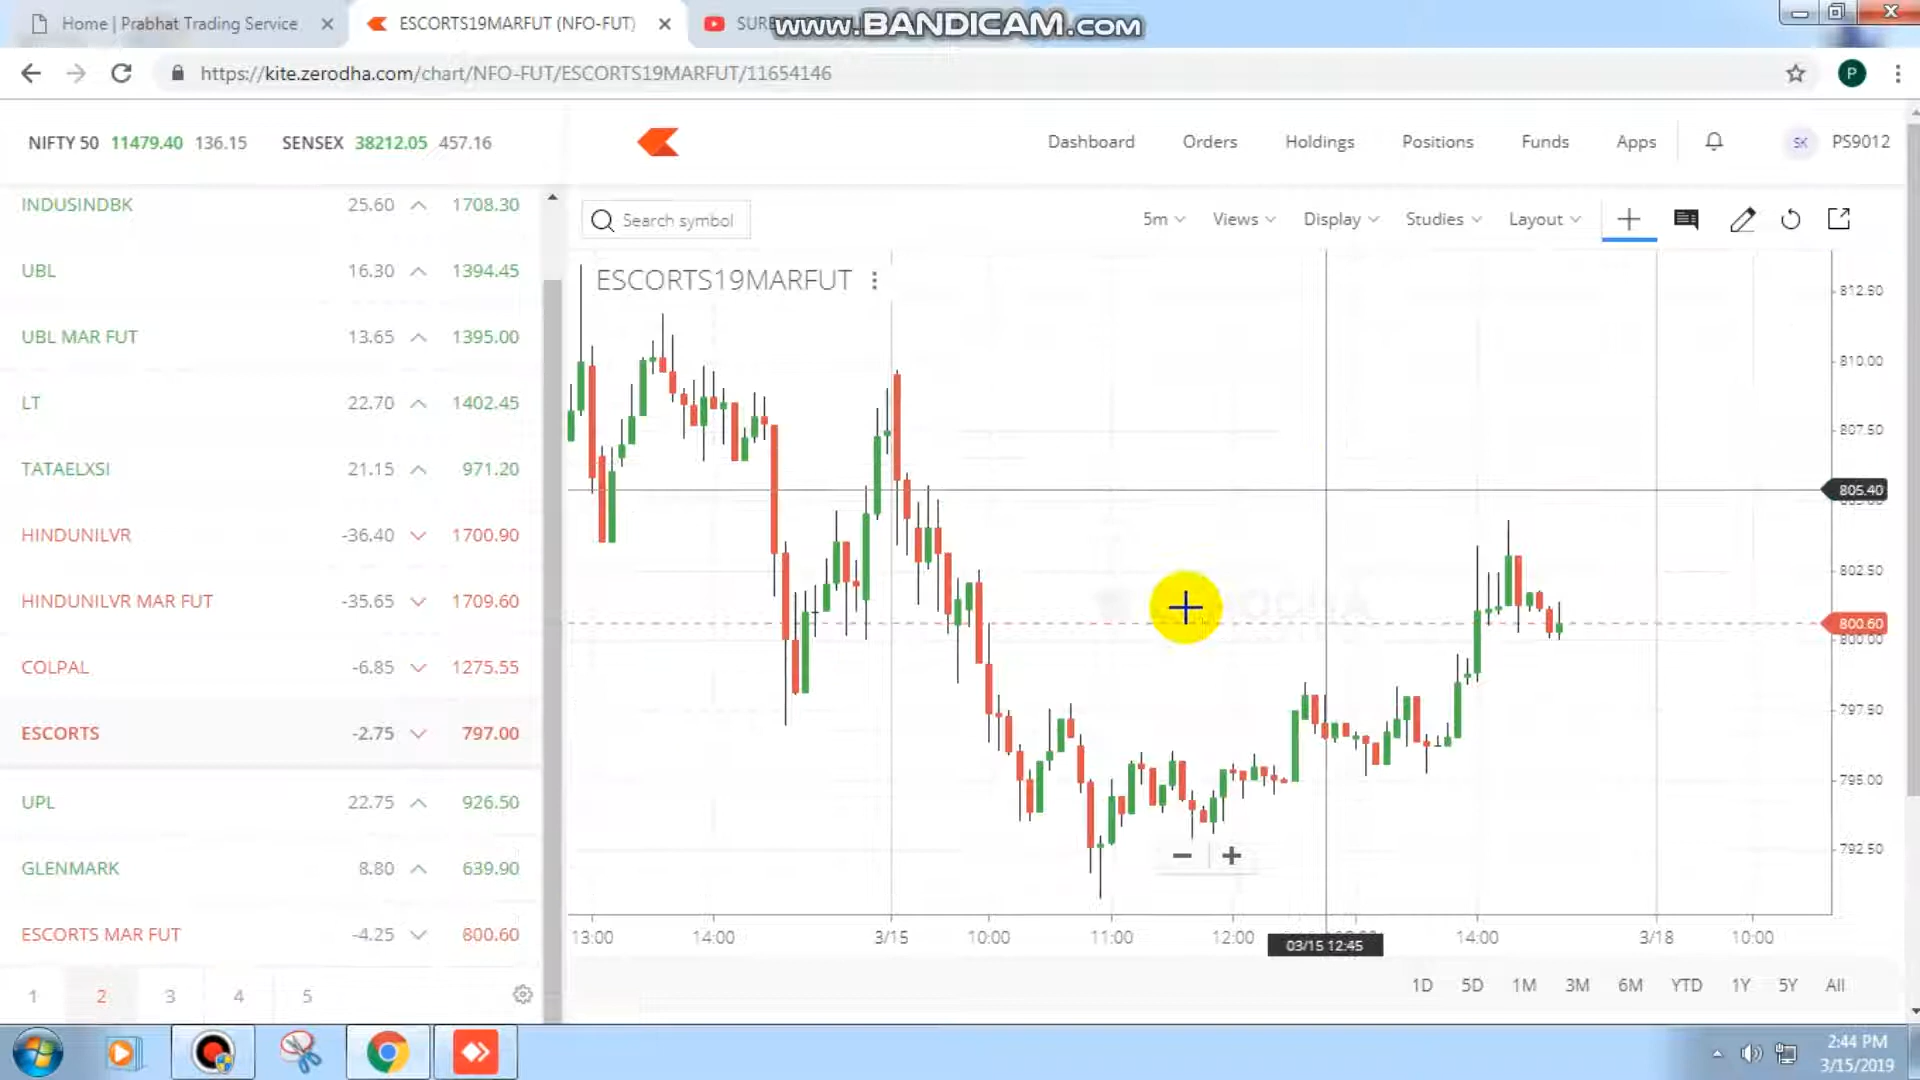 Home | Prabhat Trading Service
ESCORTS19MARFUT (NFO-FUT)
www.BANDICAM.com
https://kite.zerodha.com/chart/NFO-FUT/ESCORTS19MARFUT/11654146
P
NIFTY 50 11479.40 136.15 SENSEX 38212.05 457.16
Dashboard Orders Holdings Positions Funds Apps SK PS9012
INDUSINDBK 25.60 1708.30
UBL 16.30 1394.45
UBL MAR FUT 13.65 1395.00
LT 22.70 1402.45
TATAELXSI 21.15 971.20
HINDUNILVR -36.40 1700.90
HINDUNILVR MAR FUT -35.65 1709.60
COLPAL -6.85 1275.55
ESCORTS -2.75 797.00
UPL 22.75 926.50
GLENMARK 8.80 639.90
ESCORTS MAR FUT -4.25 800.60
1 2 3 4 5
Search symbol 5m Views Display Studies Layout
ESCORTS19MARFUT
812.50
810.00
807.50
805.40
802.50
800.60
800.00
797.50
795.00
792.50
13:00 14:00 3/15 10:00 11:00 12:00 14:00 3/18 10:00
03/15 12:45
1D 5D 1M 3M 6M YTD 1Y 5Y All
2:44 PM
3/15/2019